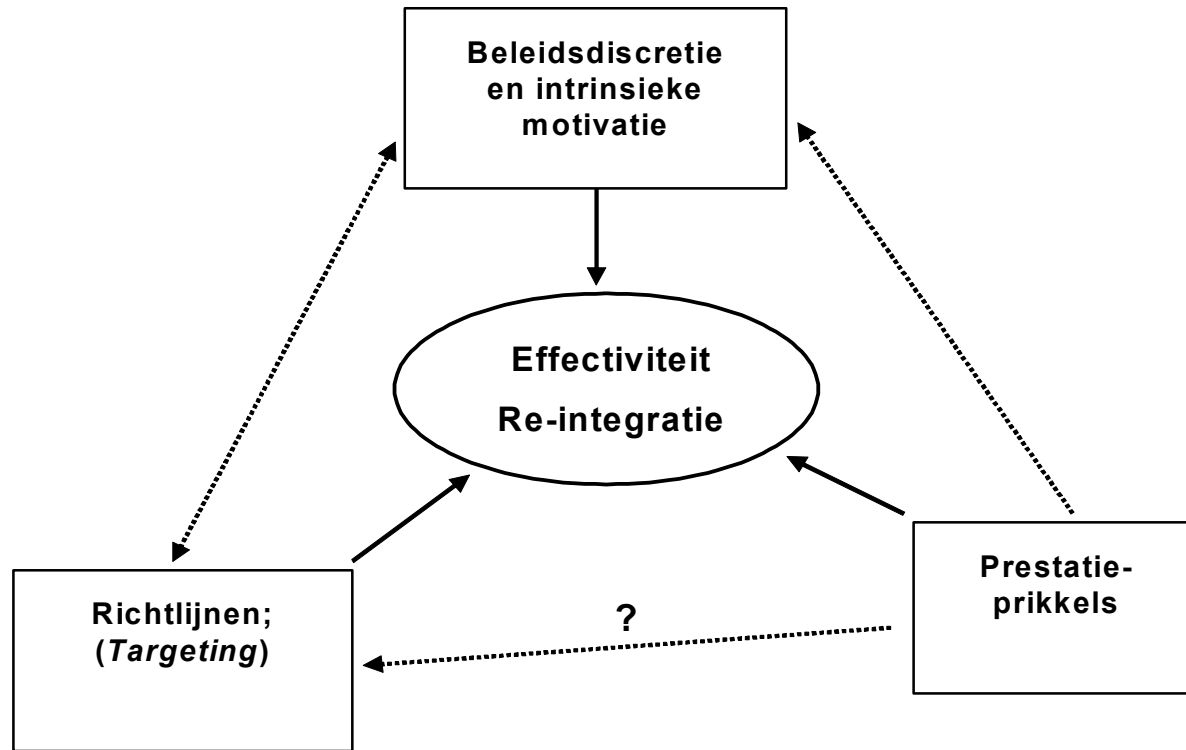 Beleidsdiscretie
en intrinsieke
motivatie
Effectiviteit
Re-integratie
Prestatie-
prikkels
Richtlijnen;
(Targeting)
?